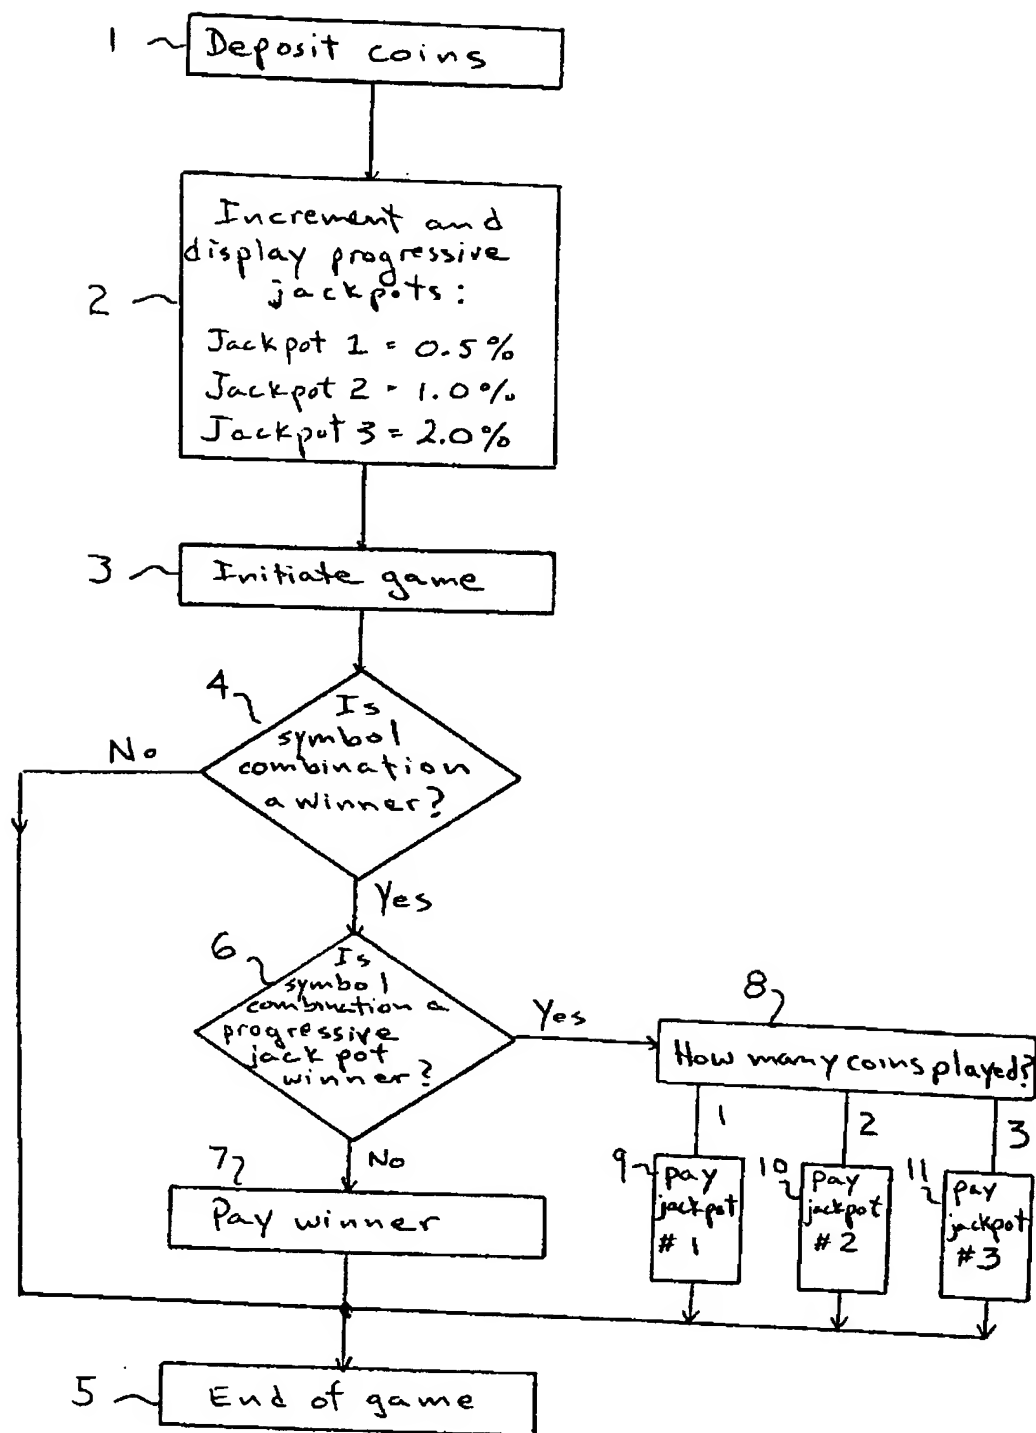 1 Deposit coins
2
Increment and
display progressive
jackpots:
Jackpot 1 = 0.5%
Jackpot 2 = 1.0%
Jackpot 3 = 2.0%
3 Initiate game
4
Is
symbol
combination
a winner?
No
Yes
6
Is
symbol
combination a
progressive
jackpot
winner?
Yes
No
7
Pay winner
8
How many coins played?
1
2
3
9
pay
jackpot
# 1
10
pay
jackpot
# 2
11
pay
jackpot
# 3
5 End of game